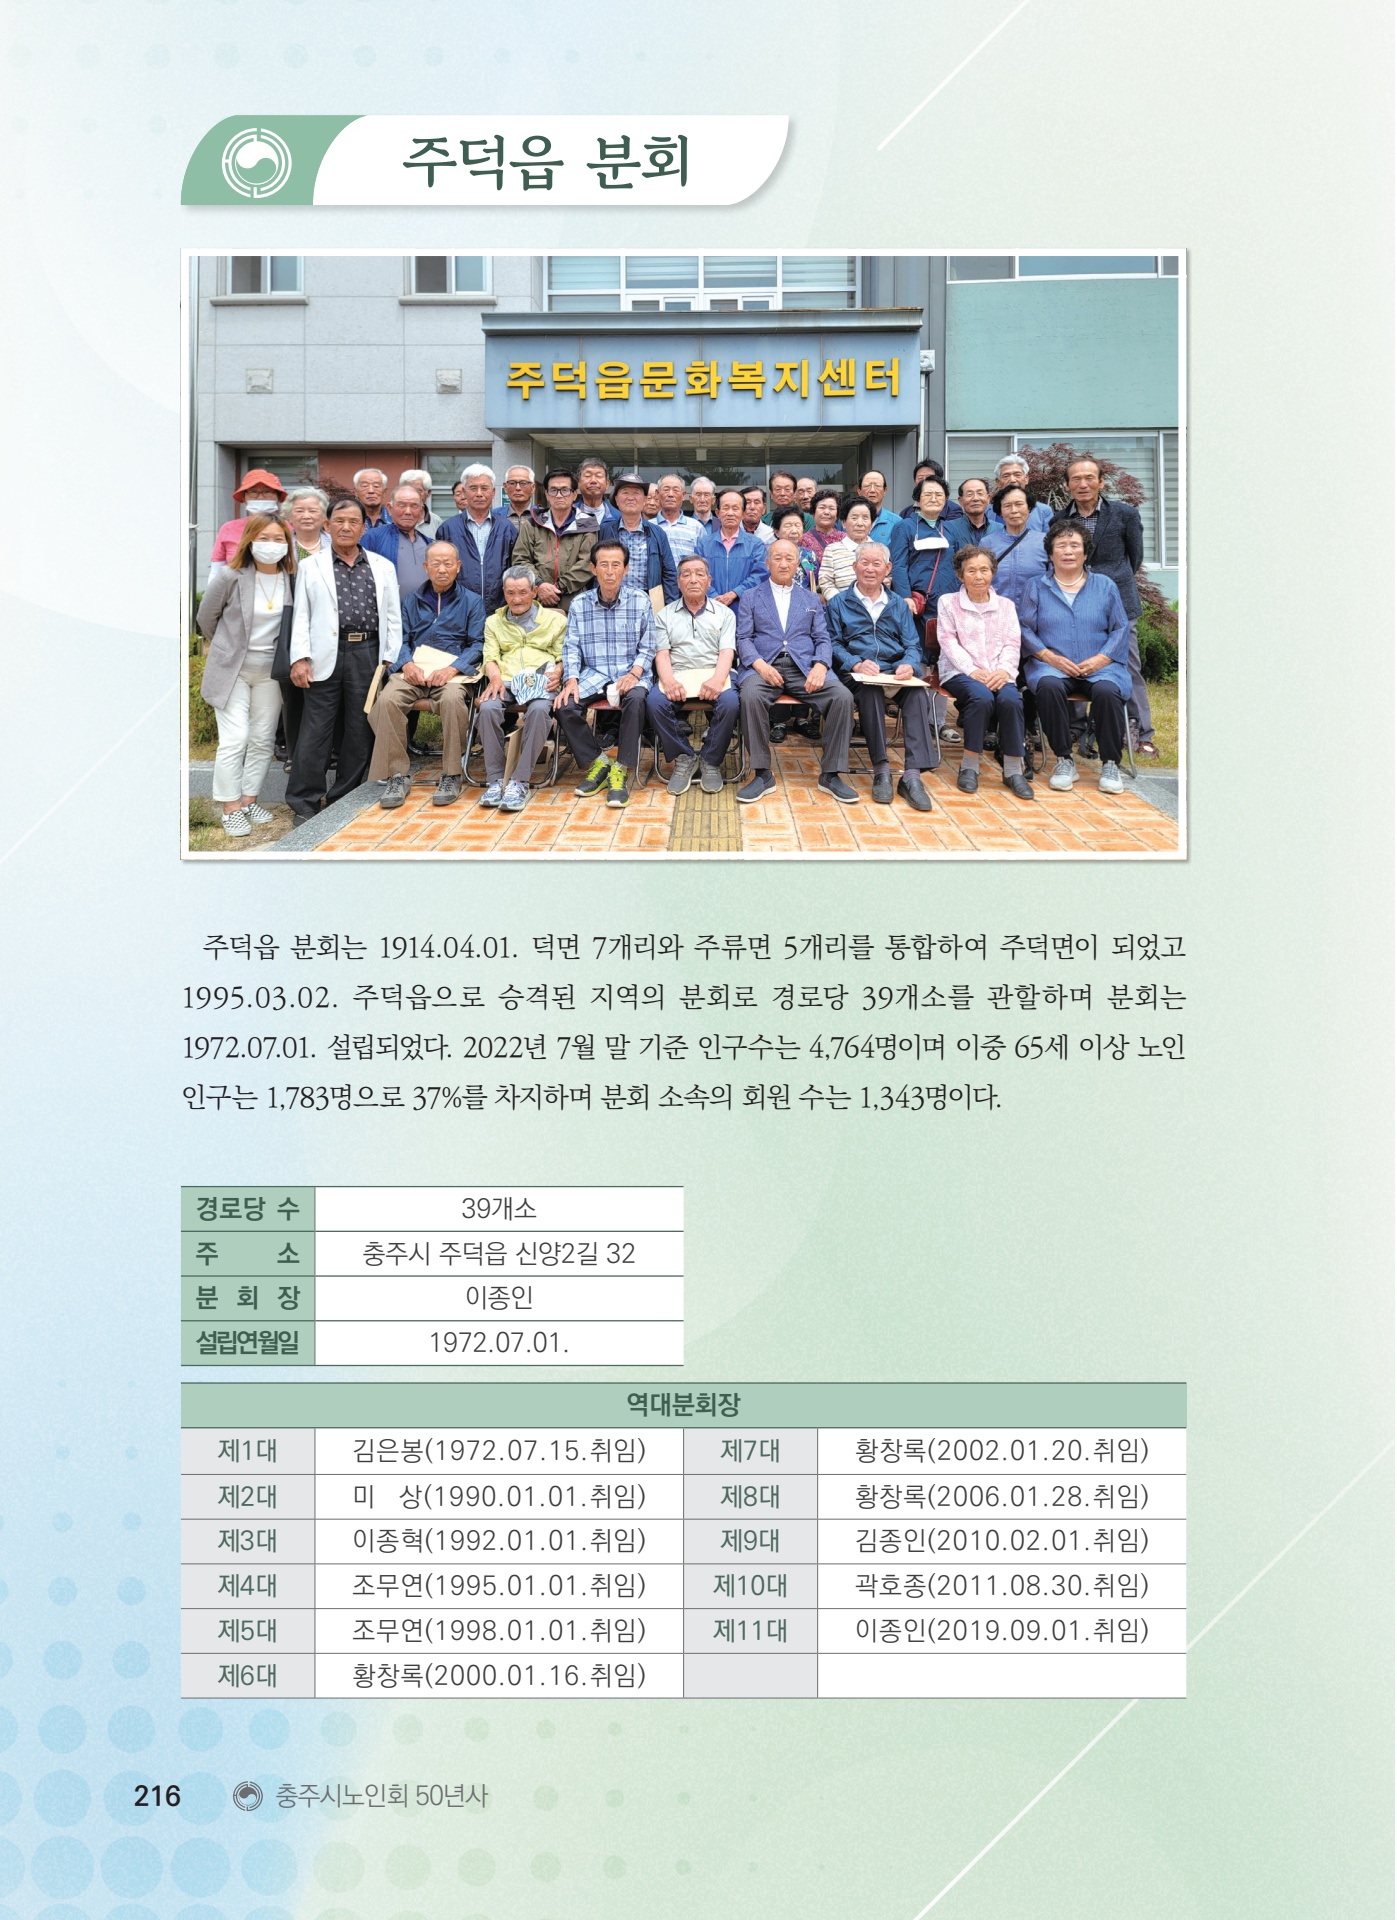 주덕읍 분회
주덕읍문화복지센터
주덕읍 분회는 1914.04.01. 덕면 7개리와 주류면 5개리를 통합하여 주덕면이 되었고
1995.03.02. 주덕읍으로 승격된 지역의 분회로 경로당 39개소를 관할하며 분회는
1972.07.01. 설립되었다. 2022년 7월 말 기준 인구수는 4,764명이며 이중 65세 이상 노인
인구는 1,783명으로 37%를 차지하며 분회 소속의 회원 수는 1,343명이다.
경로당 수 39개소
주 소 충주시 주덕읍 신양2길 32
분 회 장 이종인
설립연월일 1972.07.01.
역대분회장
제1대 김은봉(1972.07.15.취임) 제7대 황창록(2002.01.20.취임)
제2대 미 상(1990.01.01.취임) 제8대 황창록(2006.01.28.취임)
제3대 이종혁(1992.01.01.취임) 제9대 김종인(2010.02.01.취임)
제4대 조무연(1995.01.01.취임) 제10대 곽호종(2011.08.30.취임)
제5대 조무연(1998.01.01.취임) 제11대 이종인(2019.09.01.취임)
제6대 황창록(2000.01.16.취임)
216 충주시노인회 50년사